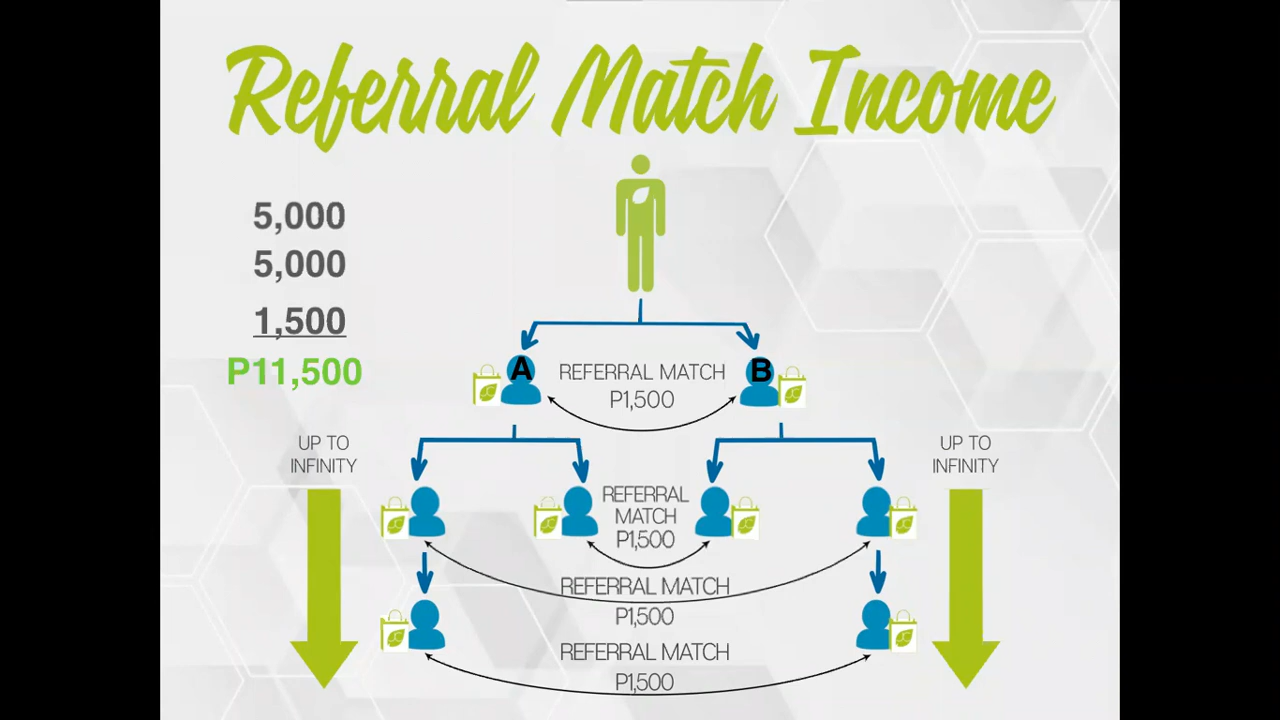 Referral Match Income
5,000
5,000
1,500
P11,500
A
B
REFERRAL MATCH
P1,500
UP TO
INFINITY
UP TO
INFINITY
REFERRAL
MATCH
P1,500
REFERRAL MATCH
P1,500
REFERRAL MATCH
P1,500